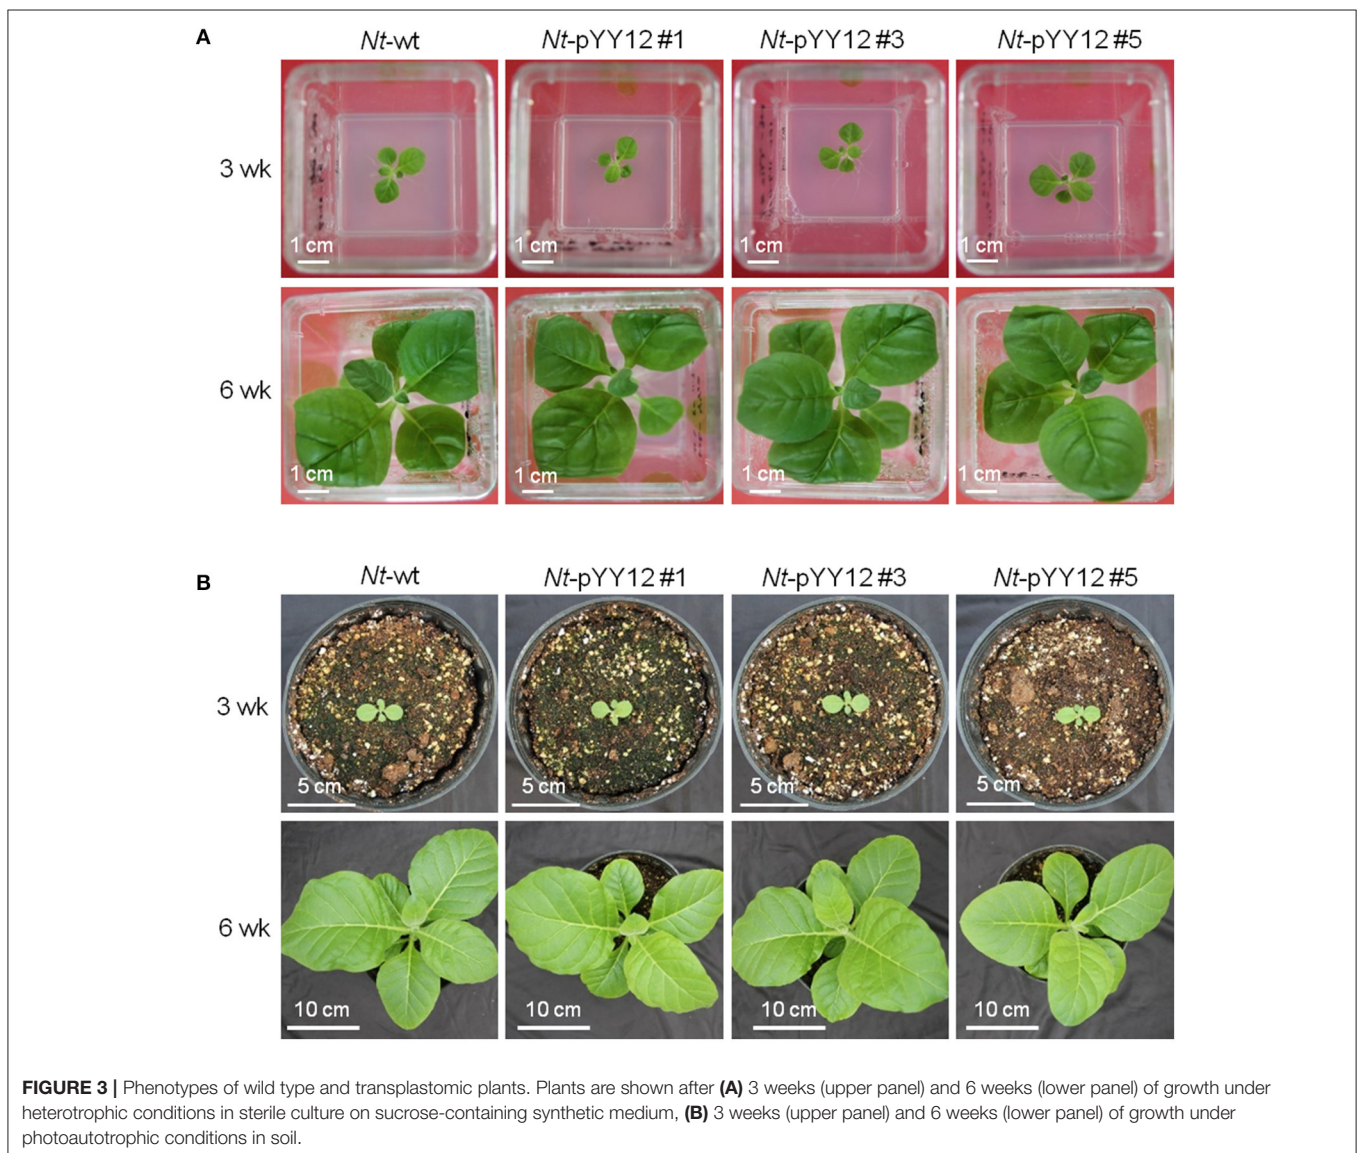 A
Nt-wt Nt-pYY12 #1 Nt-pYY12 #3 Nt-pYY12 #5
3 wk
1 cm 1 cm 1 cm 1 cm
6 wk
1 cm 1 cm 1 cm 1 cm
B
Nt-wt Nt-pYY12 #1 Nt-pYY12 #3 Nt-pYY12 #5
3 wk
5 cm 5 cm 5 cm 5 cm
6 wk
10 cm 10 cm 10 cm 10 cm
FIGURE 3 | Phenotypes of wild type and transplastomic plants. Plants are shown after (A) 3 weeks (upper panel) and 6 weeks (lower panel) of growth under
heterotrophic conditions in sterile culture on sucrose-containing synthetic medium, (B) 3 weeks (upper panel) and 6 weeks (lower panel) of growth under
photoautotrophic conditions in soil.